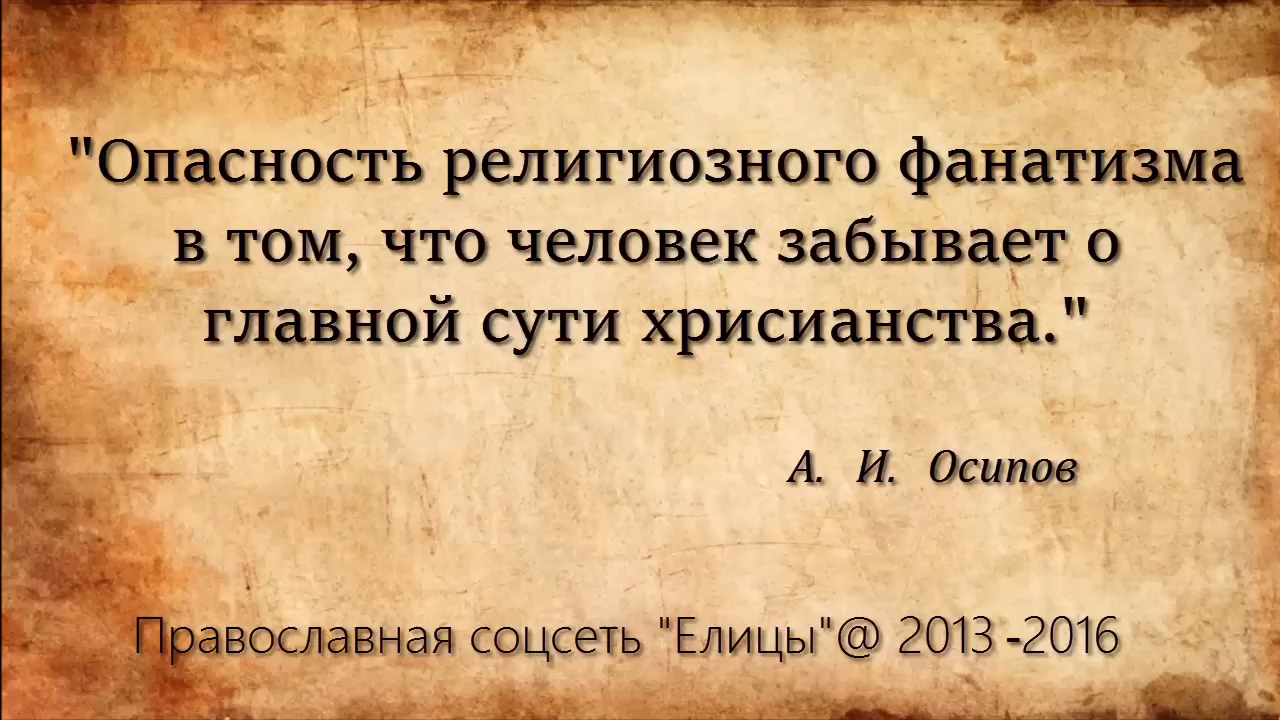 "Опасность религиозного фанатизма
в том, что человек забывает о
главной сути хрисианства."
А. И. Осипов
Православная соцсеть "Елицы"@ 2013 -2016